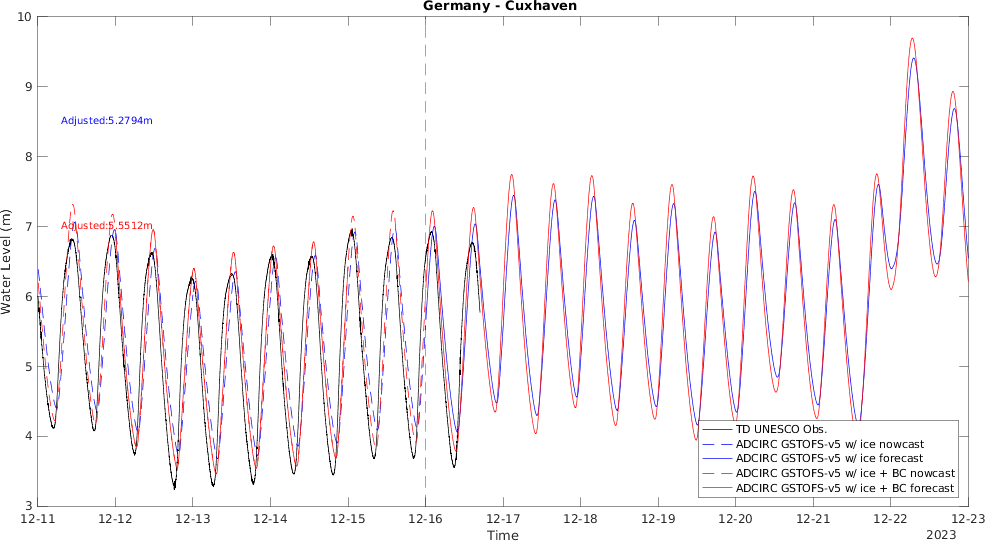 Germany - Cuxhaven
10
9
8
7
6
5
4
3
Water Level (m)
Adjusted:5.2794m
Adjusted:5.5512m
TD UNESCO Obs.
ADCIRC GSTOFS-v5 w/ ice nowcast
ADCIRC GSTOFS-v5 w/ ice forecast
ADCIRC GSTOFS-v5 w/ ice + BC nowcast
ADCIRC GSTOFS-v5 w/ ice + BC forecast
12-11 12-12 12-13 12-14 12-15 12-16 12-17 12-18 12-19 12-20 12-21 12-22 12-23
Time
2023